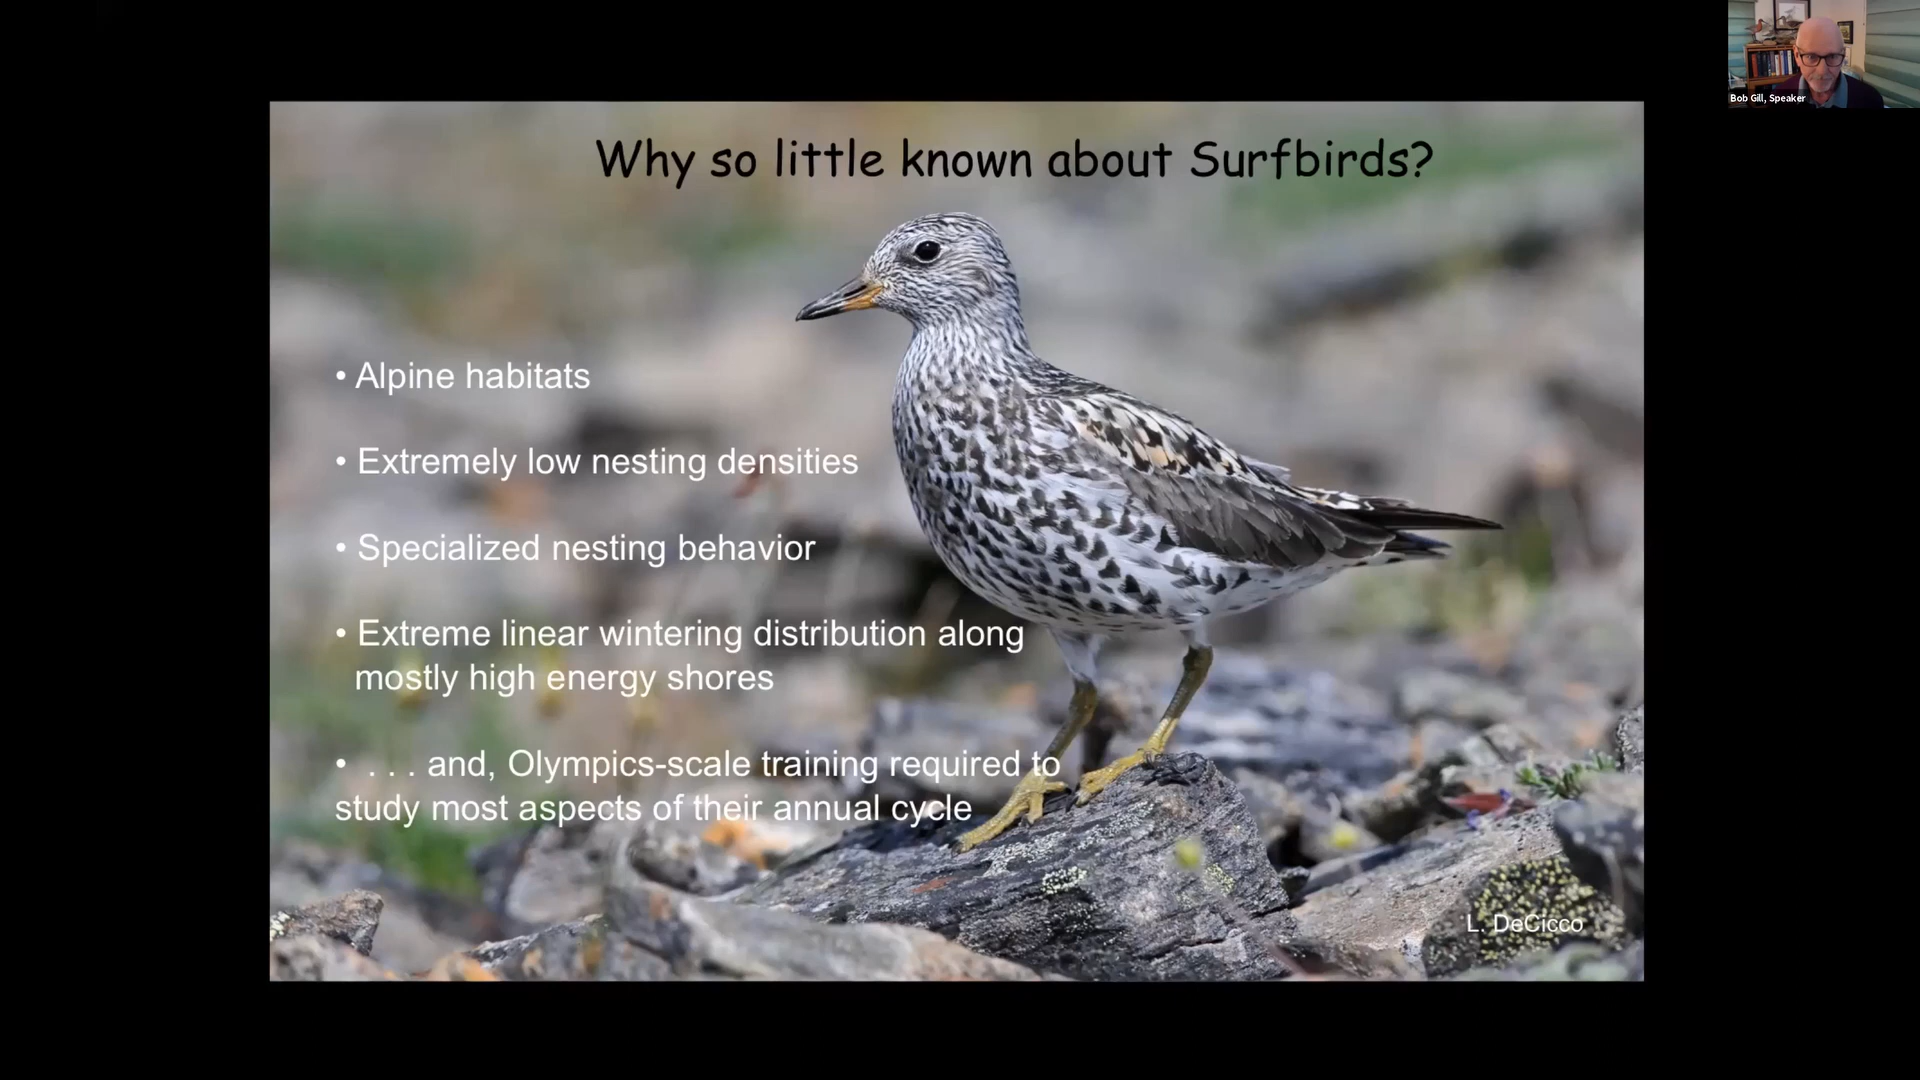 Bob Gill, Speaker
Why so little known about Surfbirds?
• Alpine habitats
• Extremely low nesting densities
• Specialized nesting behavior
• Extreme linear wintering distribution along
mostly high energy shores
• . . . and, Olympics-scale training required to
study most aspects of their annual cycle
L. DeCicco